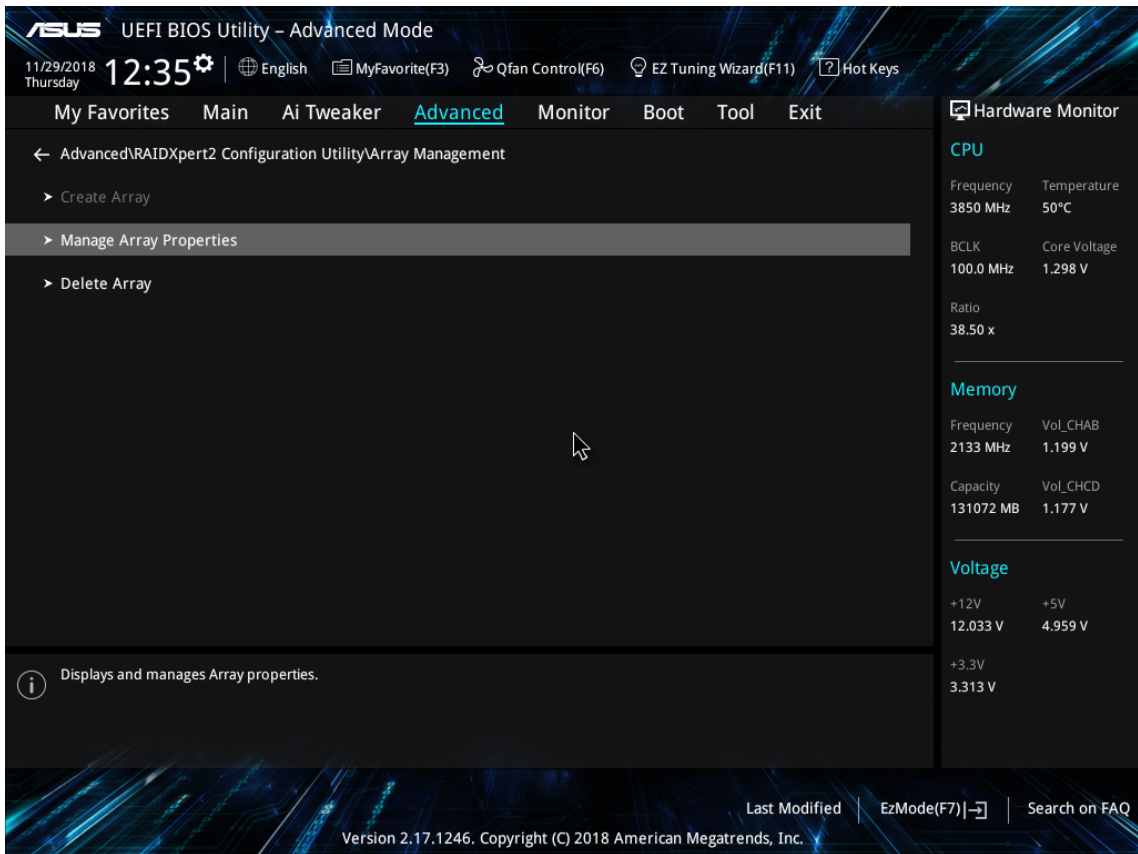 ASUS UEFI BIOS Utility – Advanced Mode
11/29/2018
Thursday
12:35
English MyFavorite(F3) Qfan Control(F6) EZ Tuning Wizard(F11) ? Hot Keys
My Favorites Main Ai Tweaker Advanced Monitor Boot Tool Exit
← Advanced\RAIDXpert2 Configuration Utility\Array Management
Create Array
Manage Array Properties
Delete Array
i Displays and manages Array properties.
Hardware Monitor
CPU
Frequency Temperature
3850 MHz 50°C
BCLK Core Voltage
100.0 MHz 1.298 V
Ratio
38.50 x
Memory
Frequency Vol_CHAB
2133 MHz 1.199 V
Capacity Vol_CHCD
131072 MB 1.177 V
Voltage
+12V +5V
12.033 V 4.959 V
+3.3V
3.313 V
Last Modified EzMode(F7) Search on FAQ
Version 2.17.1246. Copyright (C) 2018 American Megatrends, Inc.